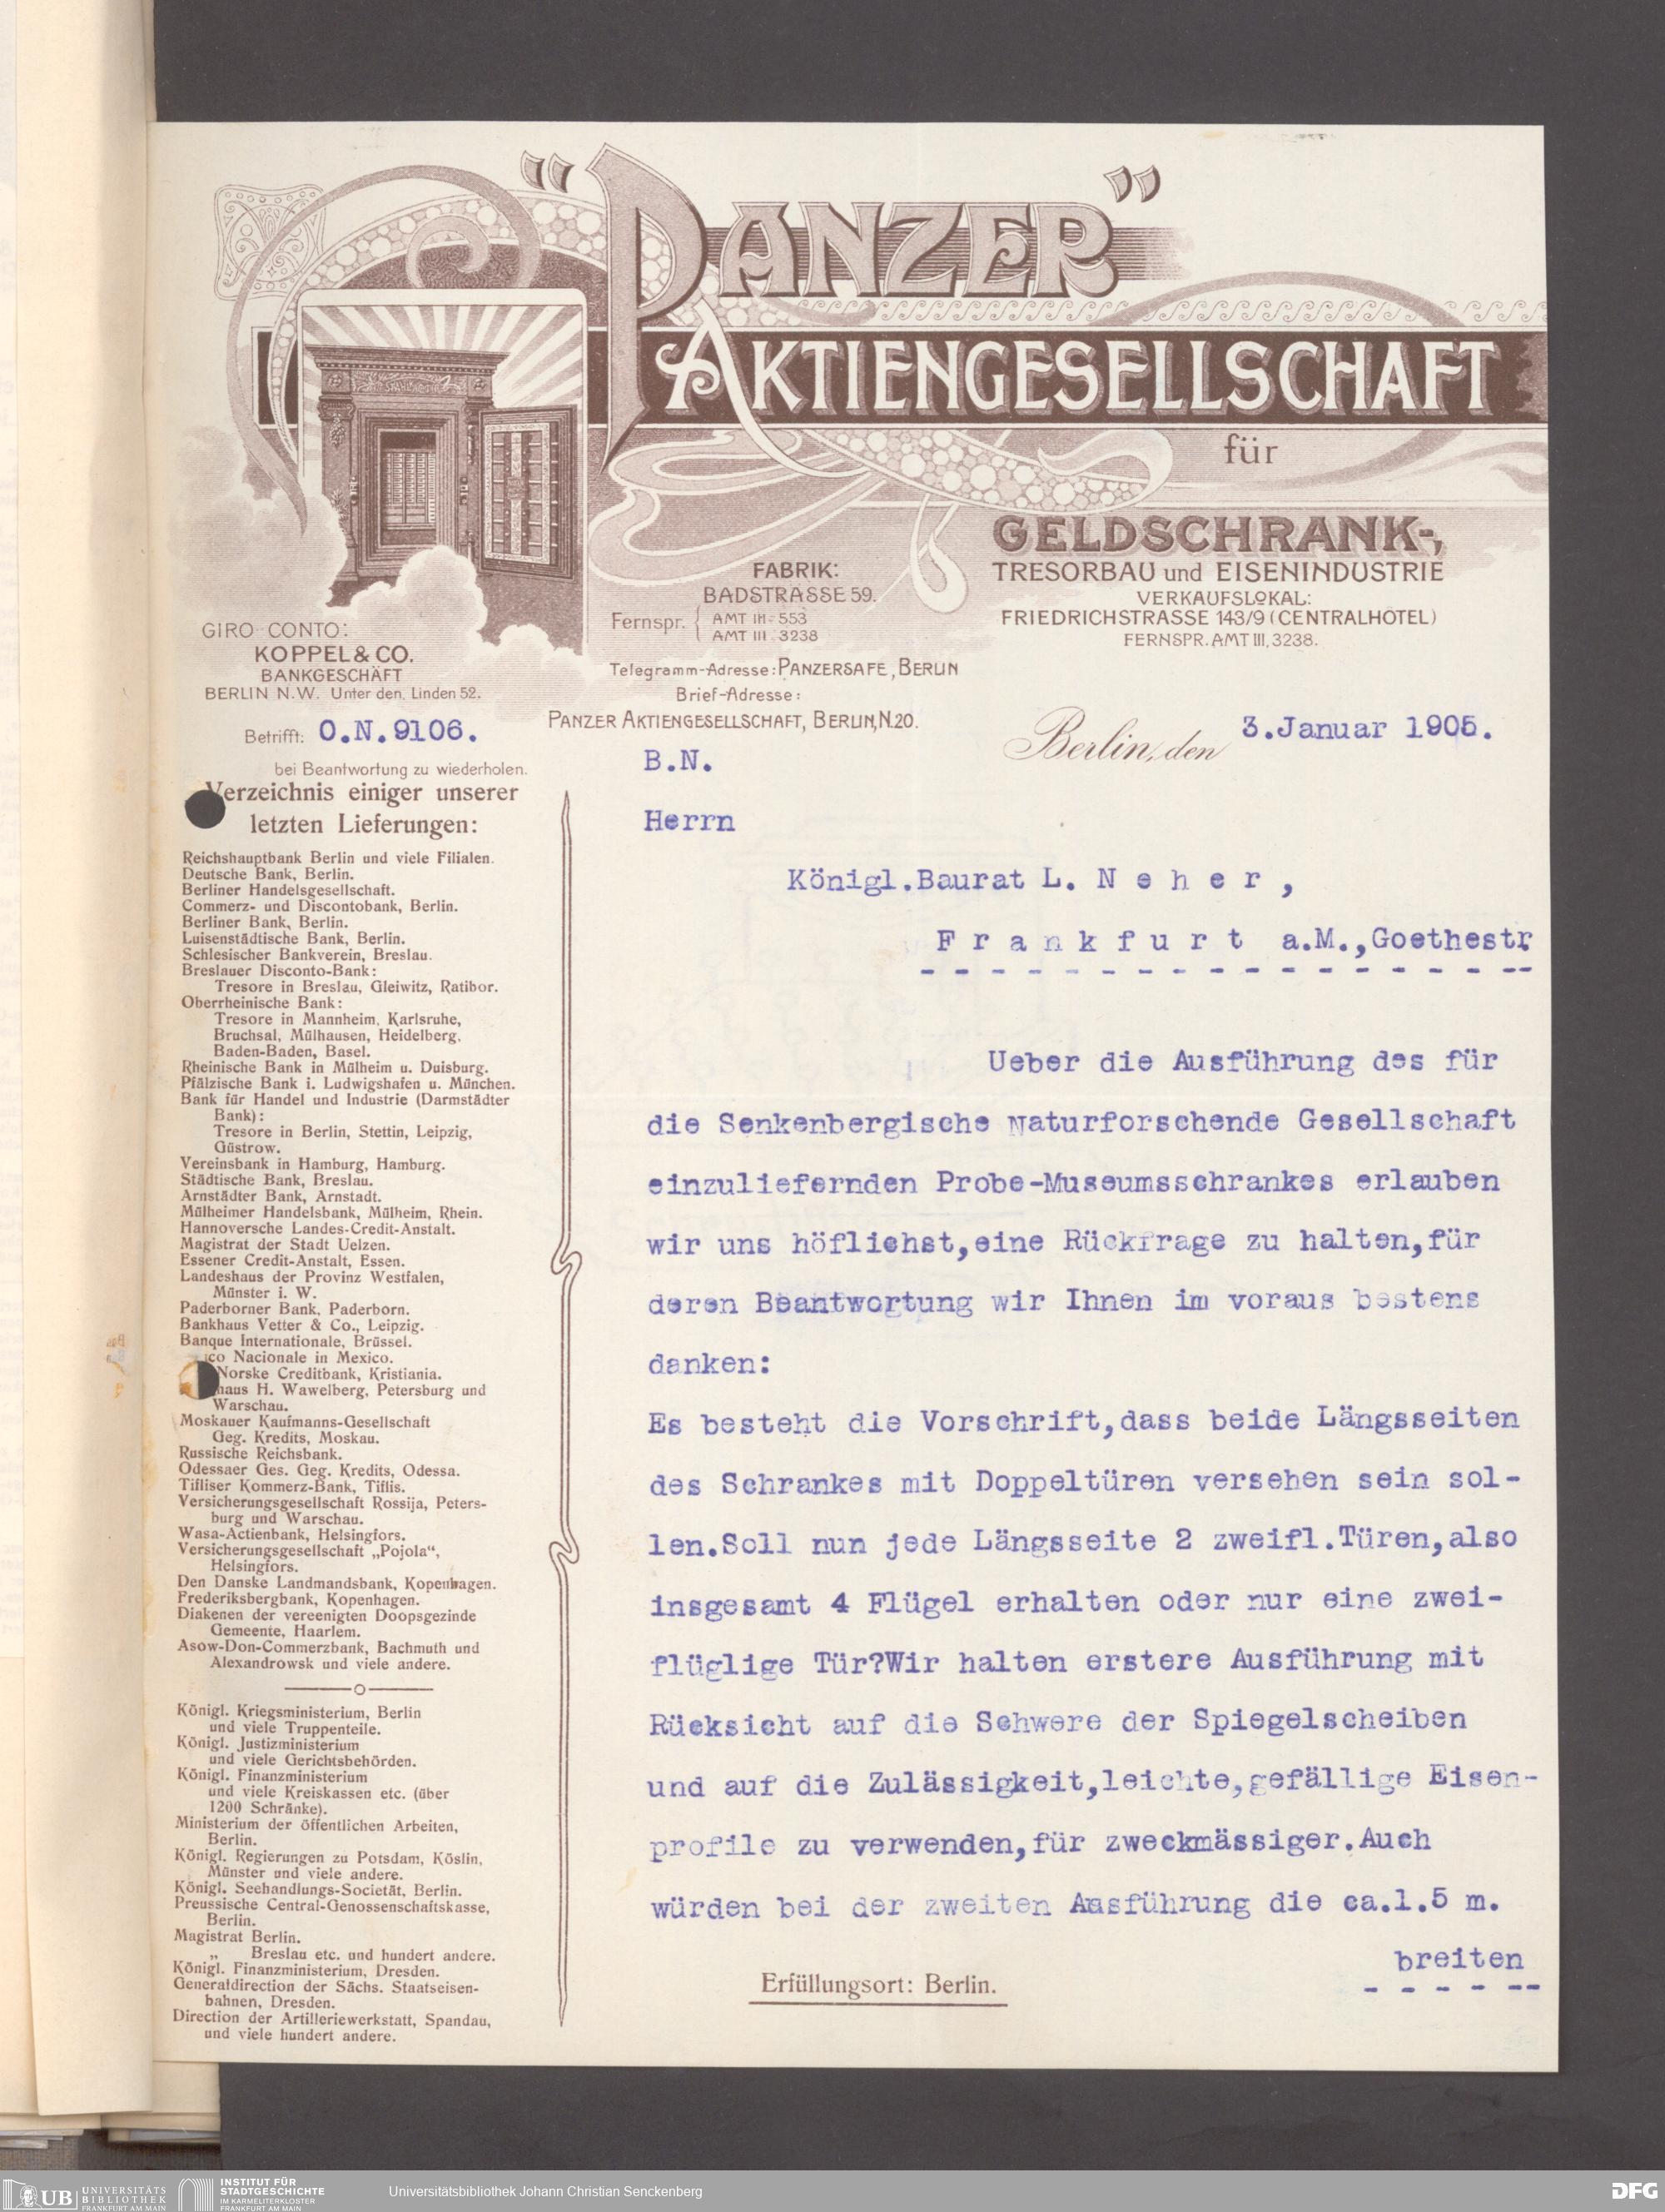 "PANZER"
AKTIENGESELLSCHAFT
für
GELDSCHRANK-,
TRESORBAU und EISENINDUSTRIE
VERKAUFSLOKAL:
FRIEDRICHSTRASSE 143/9 (CENTRALHÔTEL)
FERNSPR. AMT III, 3238.
FABRIK:
BADSTRASSE 59.
Fernspr. { AMT III - 553
AMT III 3238
Telegramm-Adresse: PANZERSAFE, BERLIN
Brief-Adresse:
PANZER AKTIENGESELLSCHAFT, BERLIN, N.20.
GIRO-CONTO:
KOPPEL & CO.
BANKGESCHÄFT
BERLIN N.W. Unter den Linden 52.
Betrifft: O.N.9106.
bei Beantwortung zu wiederholen.
Berlin, den 3.Januar 1905.
Verzeichnis einiger unserer
letzten Lieferungen:
Reichshauptbank Berlin und viele Filialen.
Deutsche Bank, Berlin.
Berliner Handelsgesellschaft.
Commerz- und Discontobank, Berlin.
Berliner Bank, Berlin.
Luisenstädtische Bank, Berlin.
Schlesischer Bankverein, Breslau.
Breslauer Disconto-Bank:
Tresore in Breslau, Gleiwitz, Ratibor.
Oberrheinische Bank:
Tresore in Mannheim, Karlsruhe,
Bruchsal, Mülhausen, Heidelberg,
Baden-Baden, Basel.
Rheinische Bank in Mülheim u. Duisburg.
Pfälzische Bank i. Ludwigshafen u. München.
Bank für Handel und Industrie (Darmstädter
Bank):
Tresore in Berlin, Stettin, Leipzig,
Güstrow.
Vereinsbank in Hamburg, Hamburg.
Städtische Bank, Breslau.
Arnstädter Bank, Arnstadt.
Mülheimer Handelsbank, Mülheim, Rhein.
Hannoversche Landes-Credit-Anstalt.
Magistrat der Stadt Uelzen.
Essener Credit-Anstalt, Essen.
Landeshaus der Provinz Westfalen,
Münster i. W.
Paderborner Bank, Paderborn.
Bankhaus Vetter & Co., Leipzig.
Banque Internationale, Brüssel.
co Nacionale in Mexico.
Norske Creditbank, Kristiania.
haus H. Wawelberg, Petersburg und
Warschau.
Moskauer Kaufmanns-Gesellschaft
Geg. Kredits, Moskau.
Russische Reichsbank.
Odessaer Ges. Geg. Kredits, Odessa.
Tifliser Kommerz-Bank, Tiflis.
Versicherungsgesellschaft Rossija, Peters-
burg und Warschau.
Wasa-Actienbank, Helsingfors.
Versicherungsgesellschaft „Pojola",
Helsingfors.
Den Danske Landmandsbank, Kopenhagen.
Frederiksbergbank, Kopenhagen.
Diakenen der vereenigten Doopsgezinde
Gemeente, Haarlem.
Asow-Don-Commerzbank, Bachmuth und
Alexandrowsk und viele andere.
Königl. Kriegsministerium, Berlin
und viele Truppenteile.
Königl. Justizministerium
und viele Gerichtsbehörden.
Königl. Finanzministerium
und viele Kreiskassen etc. (über
1200 Schränke).
Ministerium der öffentlichen Arbeiten,
Berlin.
Königl. Regierungen zu Potsdam, Köslin,
Münster und viele andere.
Königl. Seehandlungs-Societät, Berlin.
Preussische Central-Genossenschaftskasse,
Berlin.
Magistrat Berlin.
„ Breslau etc. und hundert andere.
Königl. Finanzministerium, Dresden.
Generaldirection der Sächs. Staatseisen-
bahnen, Dresden.
Direction der Artilleriewerkstatt, Spandau,
und viele hundert andere.
B.N.
Herrn
Königl.Baurat L. N e h e r ,
F r a n k f u r t a.M.,Goethestr.
Ueber die Ausführung des für
die Senkenbergische Naturforschende Gesellschaft
einzuliefernden Probe-Museumsschrankes erlauben
wir uns höflichst,eine Rückfrage zu halten,für
deren Beantwortung wir Ihnen im voraus bestens
danken:
Es besteht die Vorschrift,dass beide Längsseiten
des Schrankes mit Doppeltüren versehen sein sol-
len.Soll nun jede Längsseite 2 zweifl.Türen,also
insgesamt 4 Flügel erhalten oder nur eine zwei-
flüglige Tür?Wir halten erstere Ausführung mit
Rücksicht auf die Schwere der Spiegelscheiben
und auf die Zulässigkeit,leichte,gefällige Eisen-
profile zu verwenden,für zweckmässiger.Auch
würden bei der zweiten Ausführung die ca.1.5 m.
breiten
Erfüllungsort: Berlin.
UB UNIVERSITÄTS
BIBLIOTHEK
FRANKFURT AM MAIN
INSTITUT FÜR
STADTGESCHICHTE
IM KARMELITERKLOSTER
FRANKFURT AM MAIN
Universitätsbibliothek Johann Christian Senckenberg
DFG